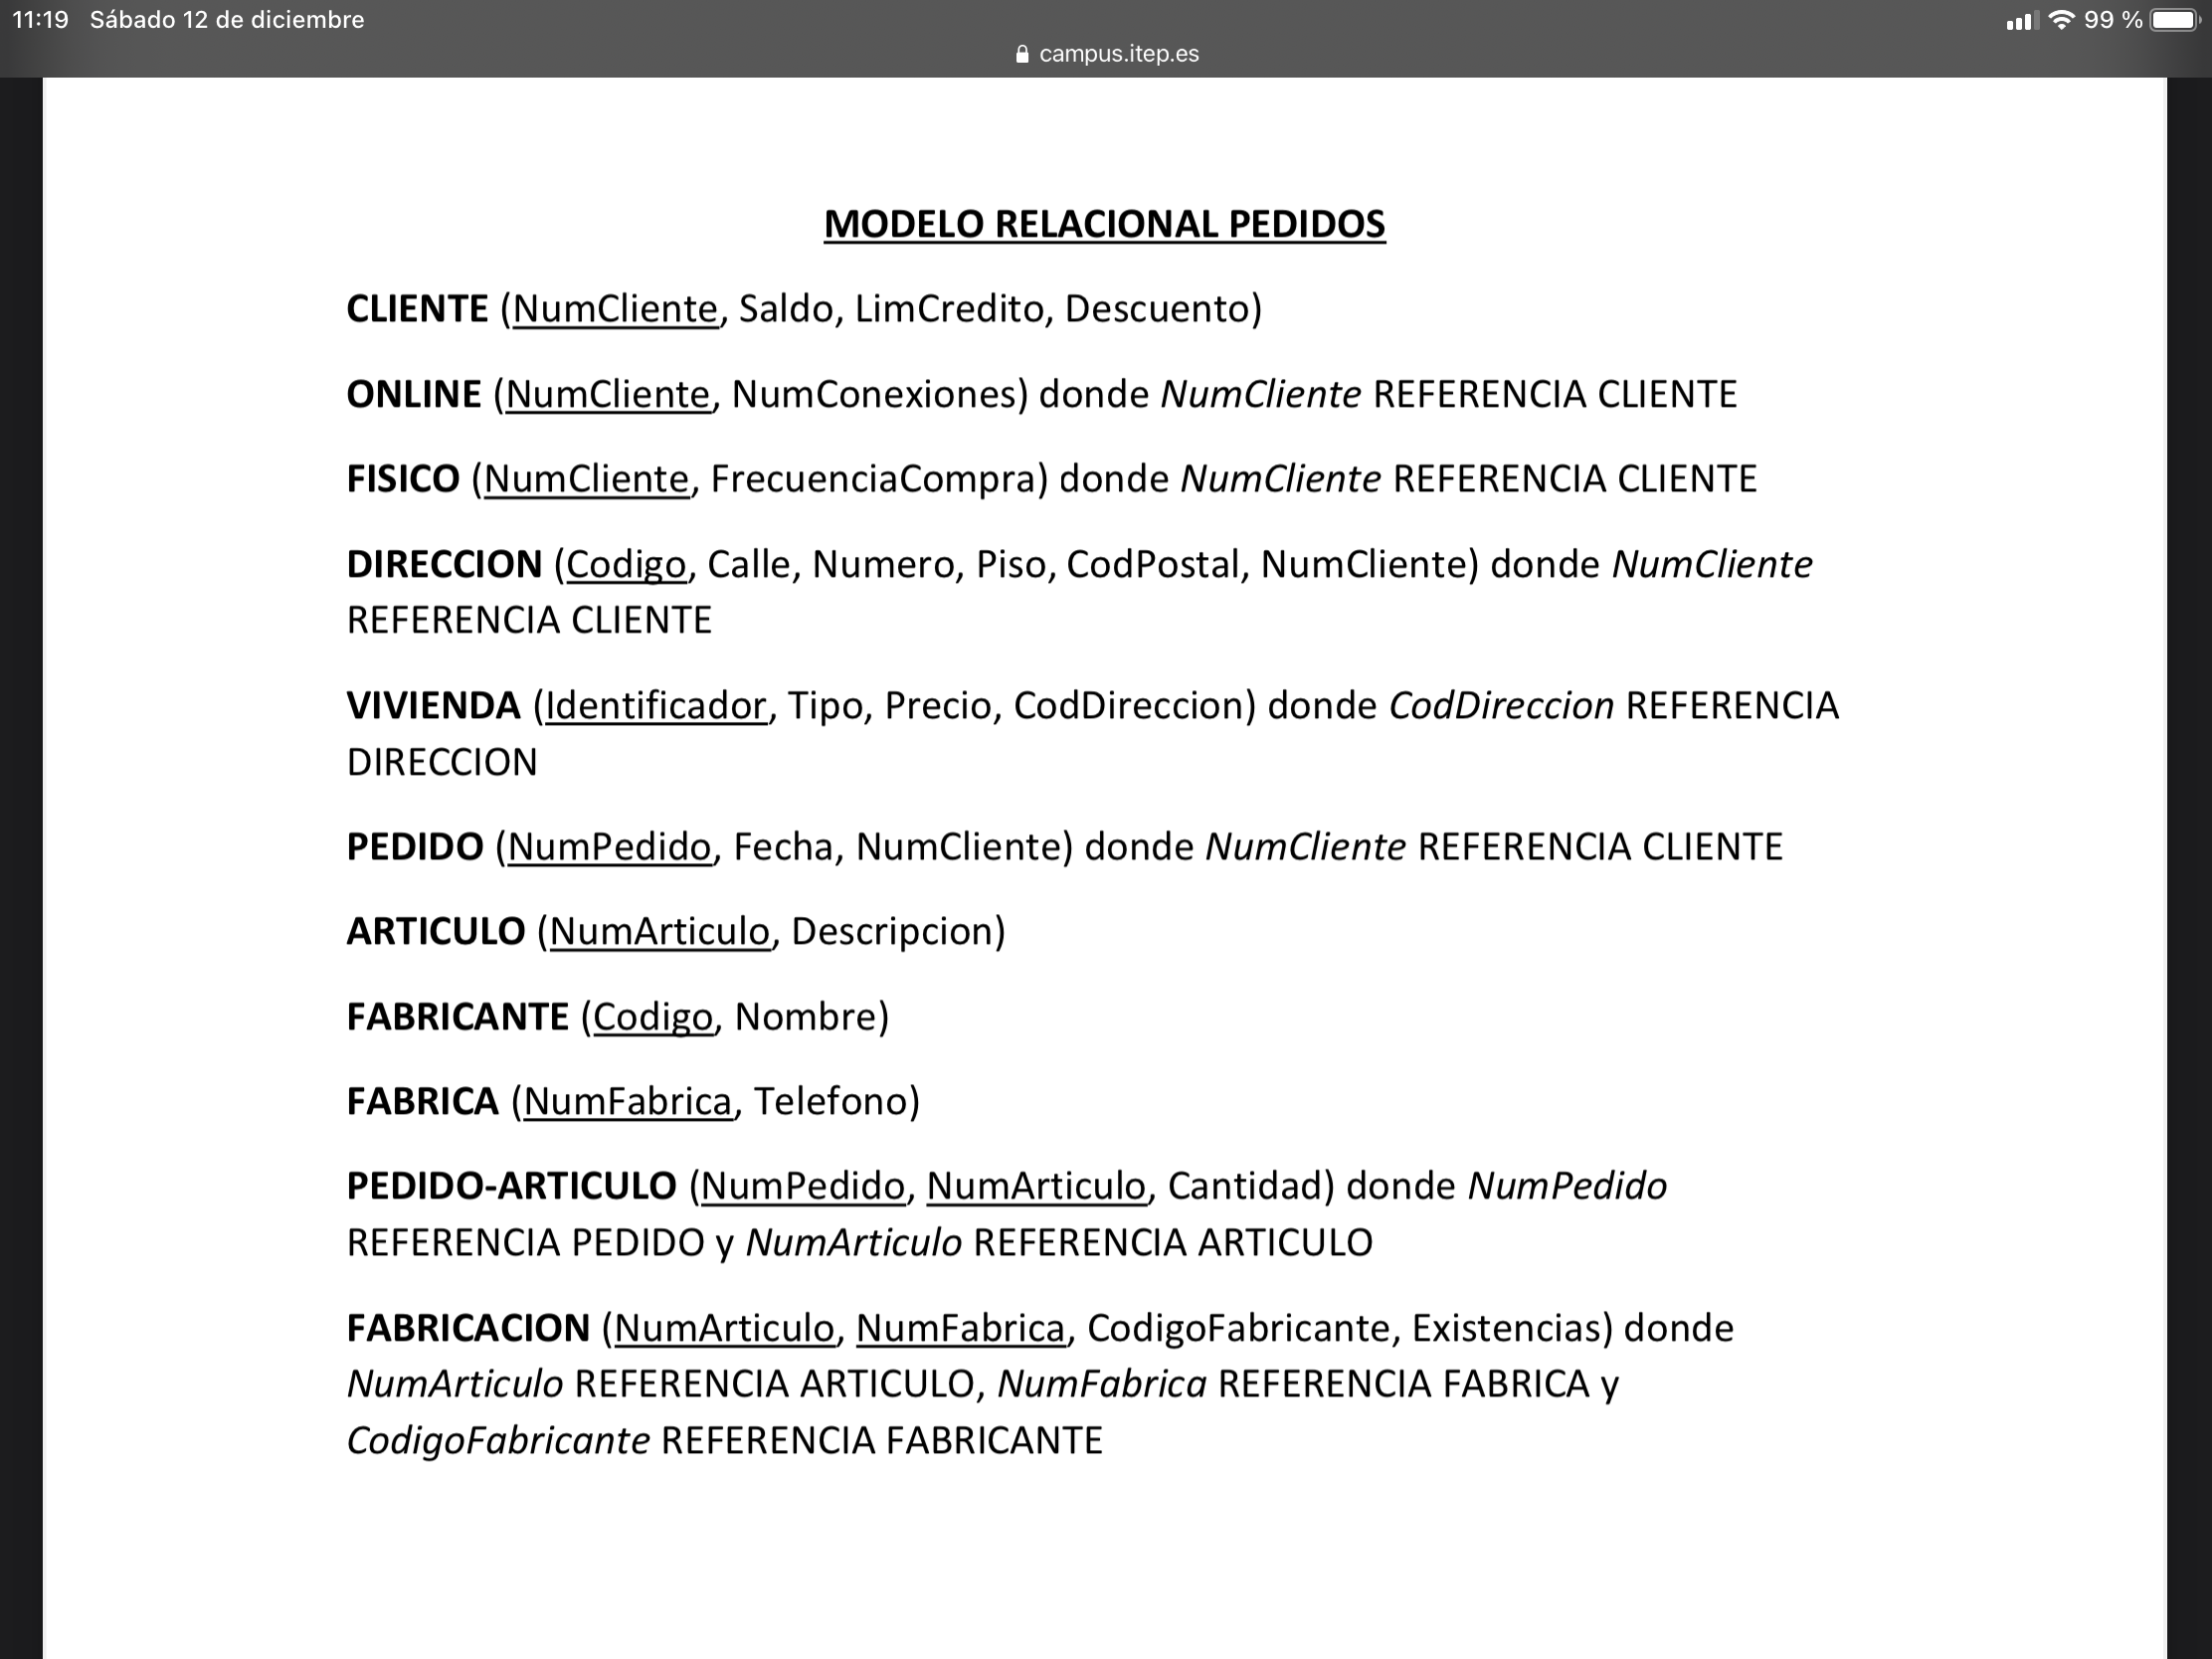 11:19 Sábado 12 de diciembre 99 %
campus.itep.es
MODELO RELACIONAL PEDIDOS
CLIENTE (NumCliente, Saldo, LimCredito, Descuento)
ONLINE (NumCliente, NumConexiones) donde NumCliente REFERENCIA CLIENTE
FISICO (NumCliente, FrecuenciaCompra) donde NumCliente REFERENCIA CLIENTE
DIRECCION (Codigo, Calle, Numero, Piso, CodPostal, NumCliente) donde NumCliente
REFERENCIA CLIENTE
VIVIENDA (Identificador, Tipo, Precio, CodDireccion) donde CodDireccion REFERENCIA
DIRECCION
PEDIDO (NumPedido, Fecha, NumCliente) donde NumCliente REFERENCIA CLIENTE
ARTICULO (NumArticulo, Descripcion)
FABRICANTE (Codigo, Nombre)
FABRICA (NumFabrica, Telefono)
PEDIDO-ARTICULO (NumPedido, NumArticulo, Cantidad) donde NumPedido
REFERENCIA PEDIDO y NumArticulo REFERENCIA ARTICULO
FABRICACION (NumArticulo, NumFabrica, CodigoFabricante, Existencias) donde
NumArticulo REFERENCIA ARTICULO, NumFabrica REFERENCIA FABRICA y
CodigoFabricante REFERENCIA FABRICANTE